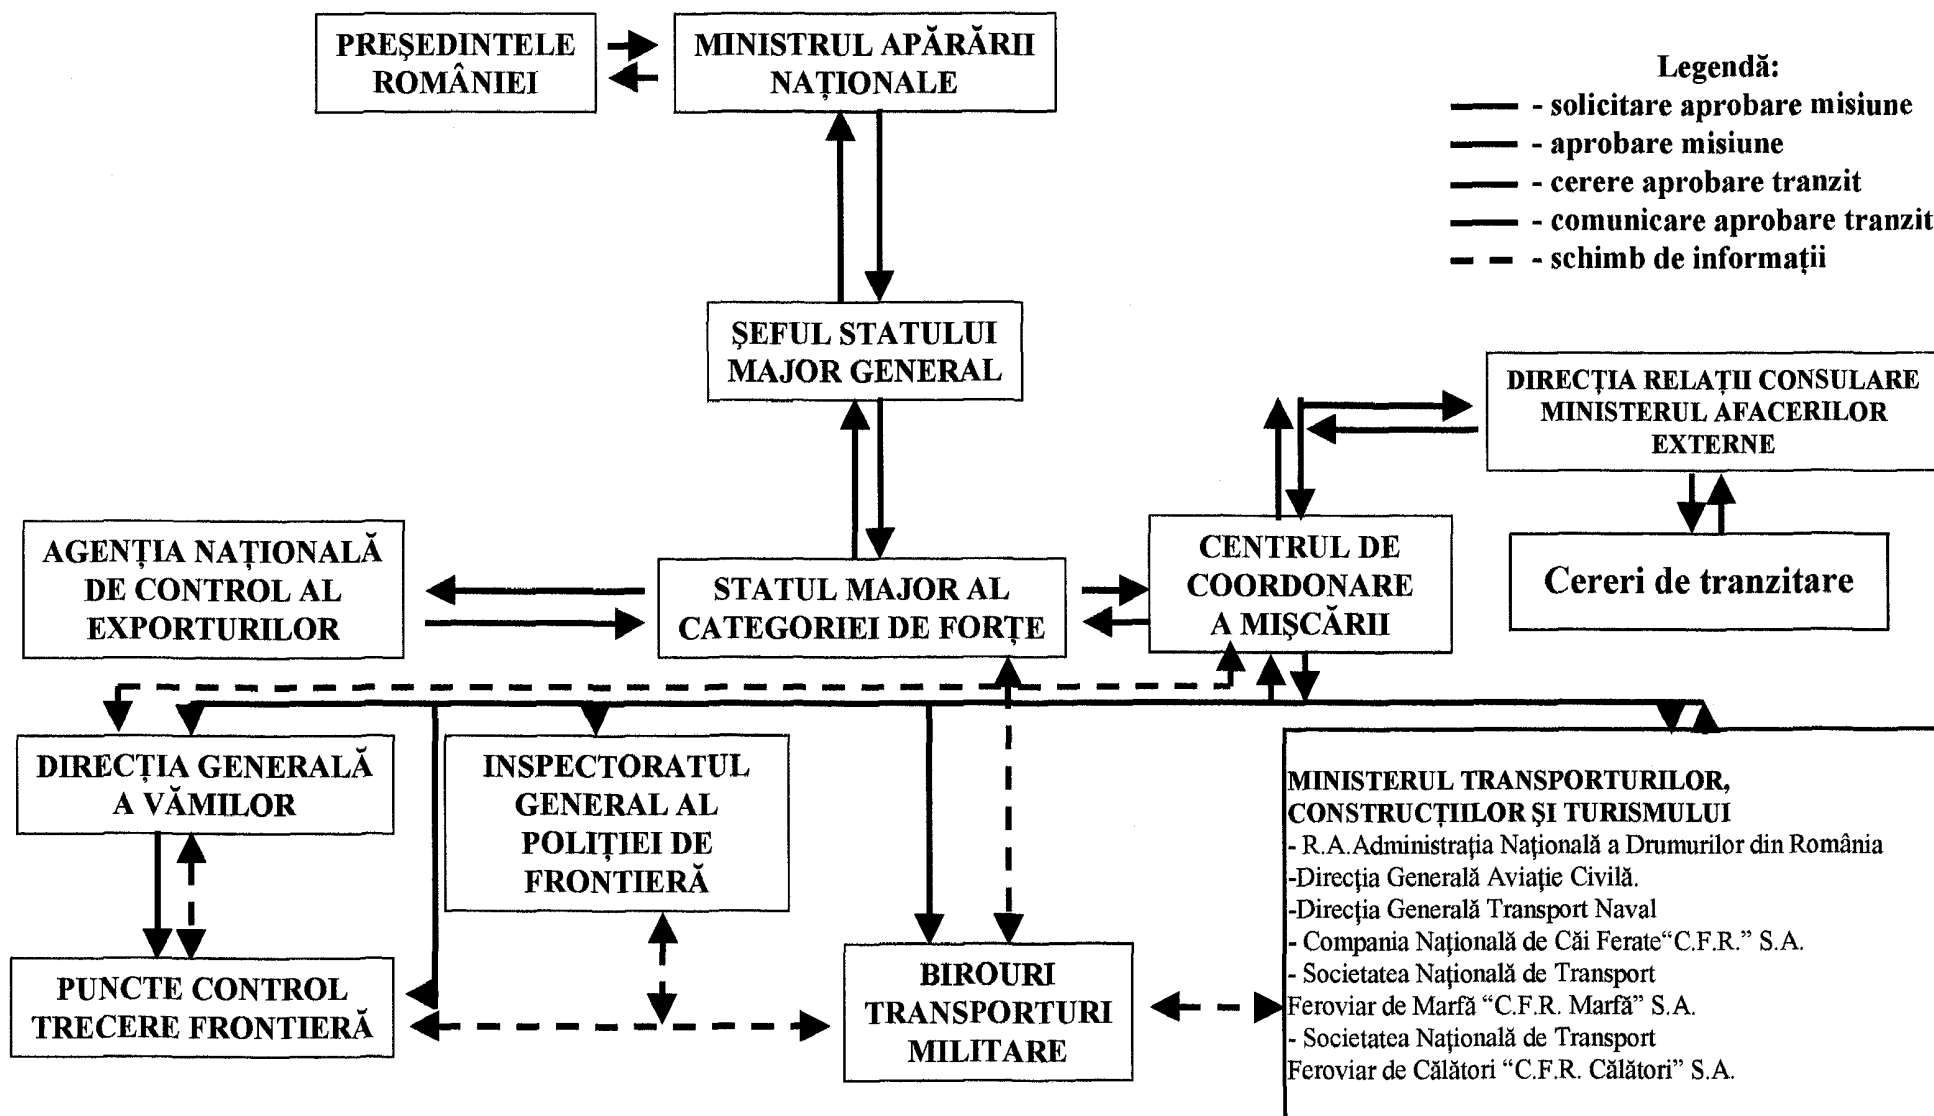 PREŞEDINTELE
ROMÂNIEI
MINISTRUL APĂRĂRII
NAŢIONALE
Legendă:
- solicitare aprobare misiune
- aprobare misiune
- cerere aprobare tranzit
- comunicare aprobare tranzit
- schimb de informaţii
ŞEFUL STATULUI
MAJOR GENERAL
DIRECŢIA RELAŢII CONSULARE
MINISTERUL AFACERILOR
EXTERNE
AGENŢIA NAŢIONALĂ
DE CONTROL AL
EXPORTURILOR
STATUL MAJOR AL
CATEGORIEI DE FORŢE
CENTRUL DE
COORDONARE
A MIŞCĂRII
Cereri de tranzitare
DIRECŢIA GENERALĂ
A VĂMILOR
INSPECTORATUL
GENERAL AL
POLIŢIEI DE
FRONTIERĂ
MINISTERUL TRANSPORTURILOR,
CONSTRUCŢIILOR ŞI TURISMULUI
- R.A.Administraţia Naţională a Drumurilor din România
-Direcţia Generală Aviaţie Civilă.
-Direcţia Generală Transport Naval
- Compania Naţională de Căi Ferate“C.F.R.” S.A.
- Societatea Naţională de Transport
Feroviar de Marfă “C.F.R. Marfă” S.A.
- Societatea Naţională de Transport
Feroviar de Călători “C.F.R. Călători” S.A.
PUNCTE CONTROL
TRECERE FRONTIERĂ
BIROURI
TRANSPORTURI
MILITARE